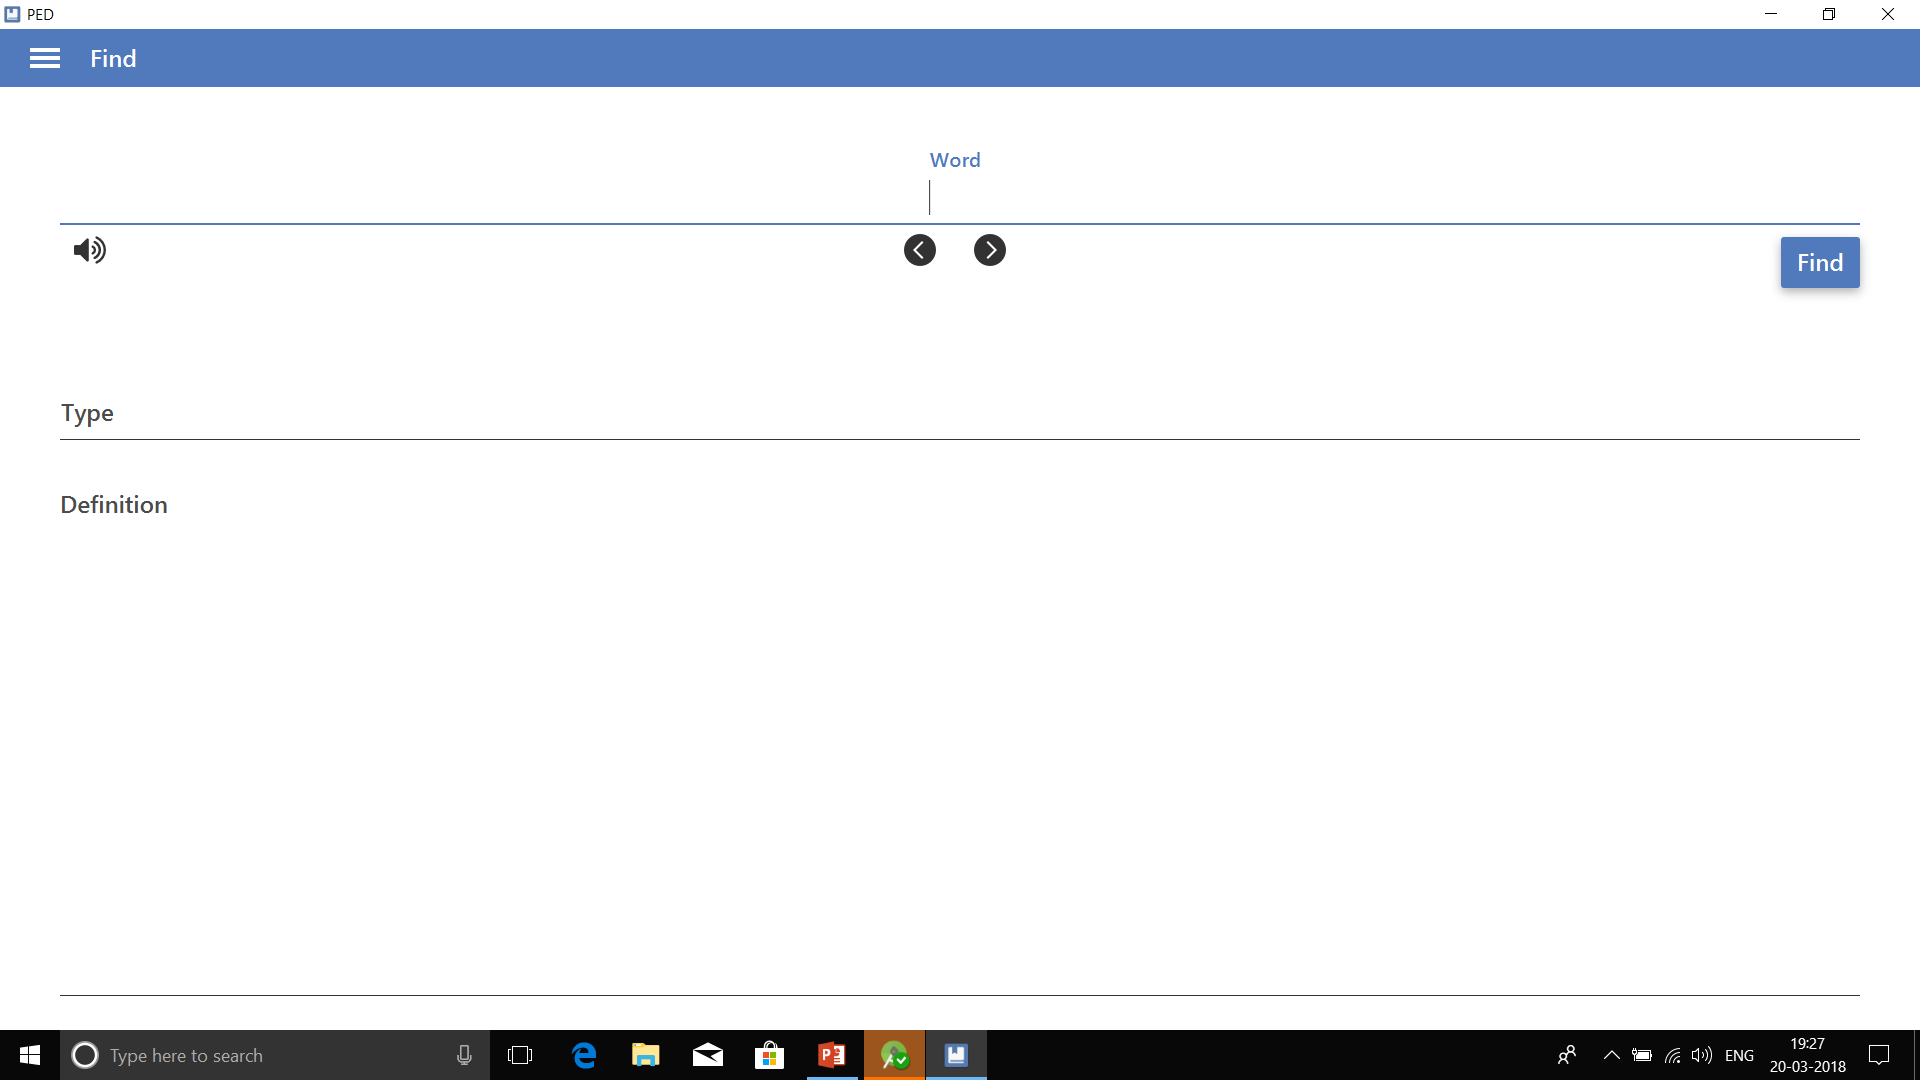 PED
Find
Word
Find
Type
Definition
Type here to search
ENG
19:27
20-03-2018